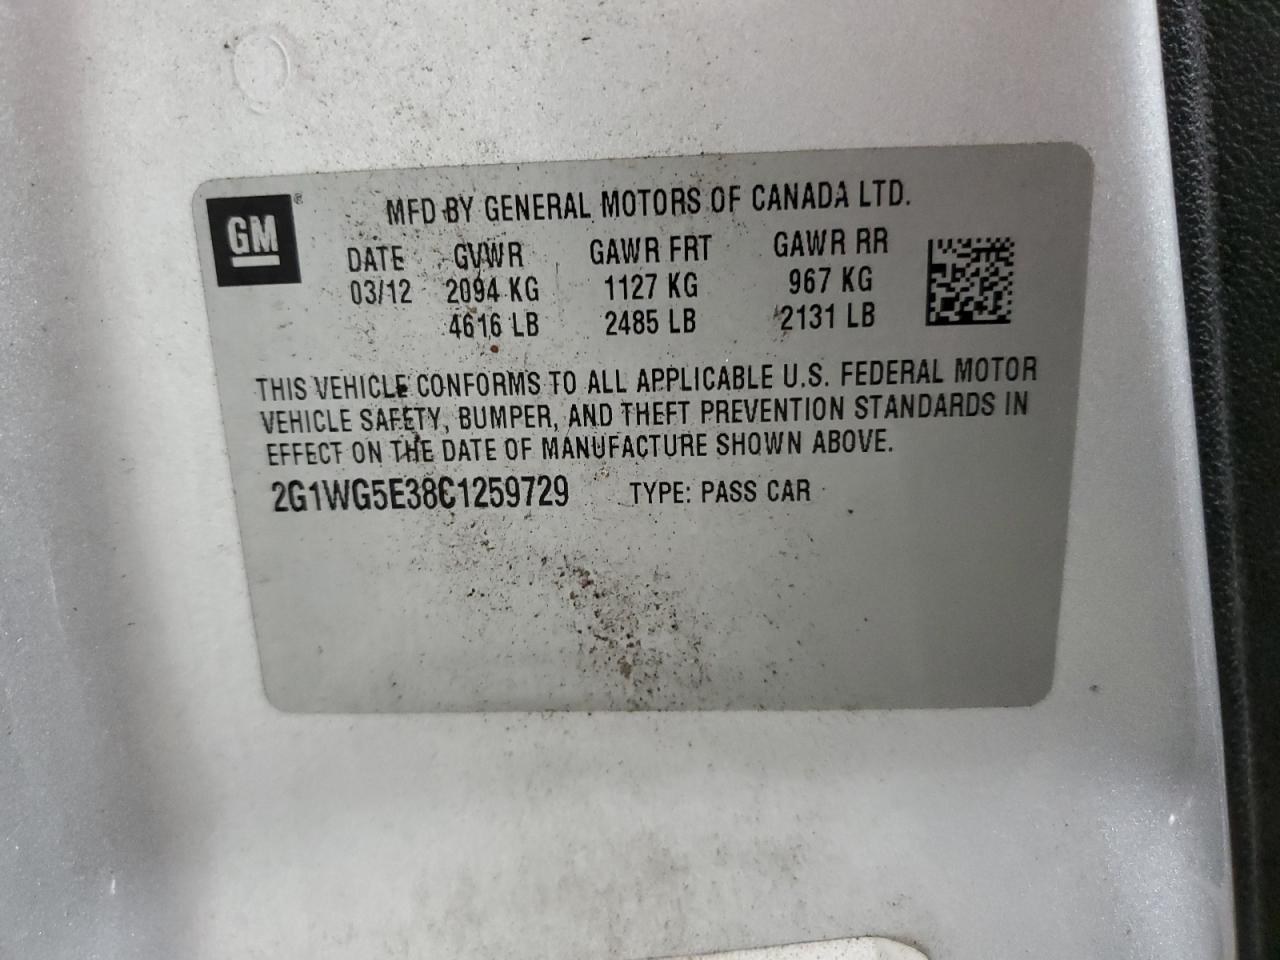 GM
®
MFD BY GENERAL MOTORS OF CANADA LTD.
DATE GVWR GAWR FRT GAWR RR
03/12 2094 KG 1127 KG 967 KG
4616 LB 2485 LB 2131 LB
THIS VEHICLE CONFORMS TO ALL APPLICABLE U.S. FEDERAL MOTOR
VEHICLE SAFETY, BUMPER, AND THEFT PREVENTION STANDARDS IN
EFFECT ON THE DATE OF MANUFACTURE SHOWN ABOVE.
2G1WG5E38C1259729 TYPE: PASS CAR